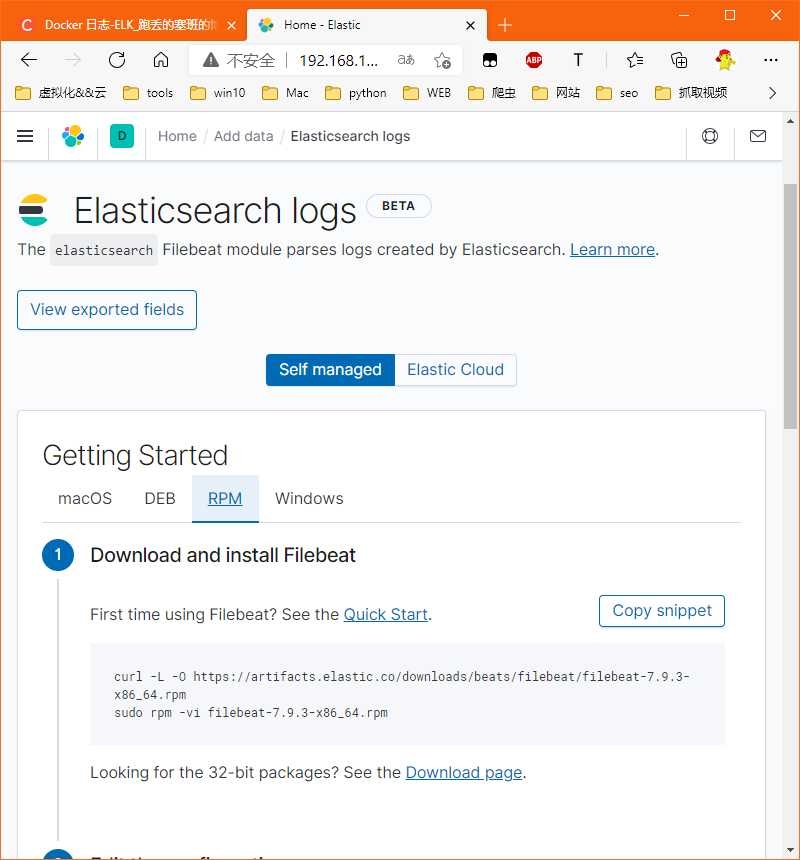 Docker 日志-ELK_跑丢的塞班的
Home - Elastic
不安全
192.168.1...
aあ
ABP
T
虚拟化&&云
tools
win10
Mac
python
WEB
爬虫
网站
seo
抓取视频
D
Home / Add data / Elasticsearch logs
Elasticsearch logs
BETA
The elasticsearch Filebeat module parses logs created by Elasticsearch. Learn more.
View exported fields
Self managed
Elastic Cloud
Getting Started
macOS
DEB
RPM
Windows
1
Download and install Filebeat
First time using Filebeat? See the Quick Start.
Copy snippet
curl -L -O https://artifacts.elastic.co/downloads/beats/filebeat/filebeat-7.9.3-
x86_64.rpm
sudo rpm -vi filebeat-7.9.3-x86_64.rpm
Looking for the 32-bit packages? See the Download page.